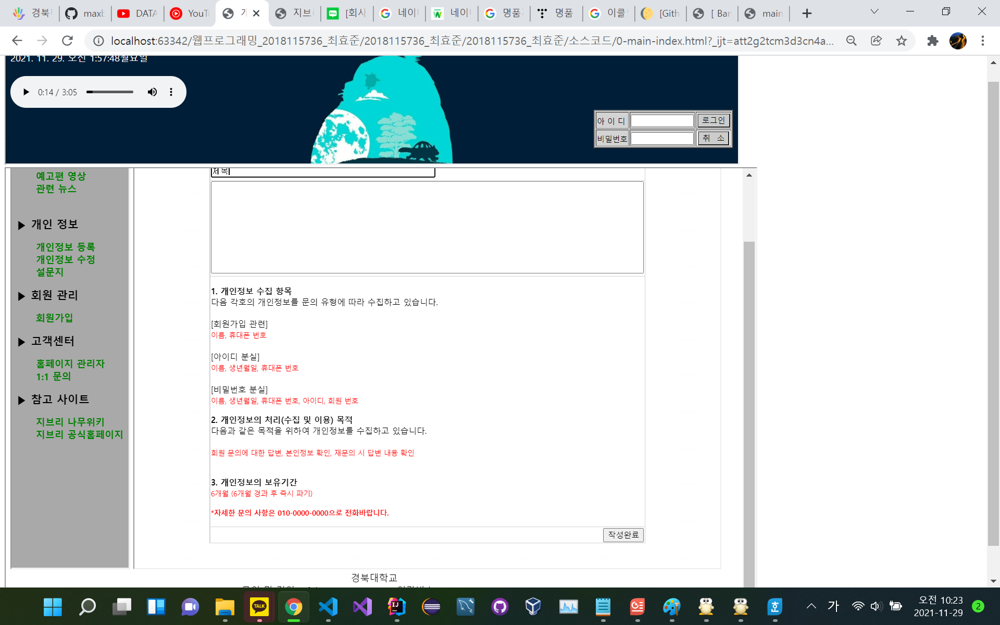 경북
maxb
DATA
YouT
지브
[회사
네이
네이
명품
명품
이클
[Gith
[ Bar
main
localhost:63342/웹프로그래밍_2018115736_최효준/2018115736_최효준/2018115736_최효준/소스코드/0-main-index.html?_ijt=att2g2tcm3d3cn4a...
2021. 11. 29. 오전 1:57:48월요일
0:14 / 3:05
아 이 디 로그인
비밀번호 취 소
예고편 영상
관련 뉴스
▶ 개인 정보
개인정보 등록
개인정보 수정
설문지
▶ 회원 관리
회원가입
▶ 고객센터
홈페이지 관리자
1:1 문의
▶ 참고 사이트
지브리 나무위키
지브리 공식홈페이지
제목
1. 개인정보 수집 항목
다음 각호의 개인정보를 문의 유형에 따라 수집하고 있습니다.
[회원가입 관련]
이름, 휴대폰 번호
[아이디 분실]
이름, 생년월일, 휴대폰 번호
[비밀번호 분실]
이름, 생년월일, 휴대폰 번호, 아이디, 회원 번호
2. 개인정보의 처리(수집 및 이용) 목적
다음과 같은 목적을 위하여 개인정보를 수집하고 있습니다.
회원 문의에 대한 답변, 본인정보 확인, 재문의 시 답변 내용 확인
3. 개인정보의 보유기간
6개월 (6개월 경과 후 즉시 파기)
*자세한 문의 사항은 010-0000-0000으로 전화바랍니다.
작성완료
경북대학교
TALK
IJ
호
가
오전 10:23
2021-11-29
2